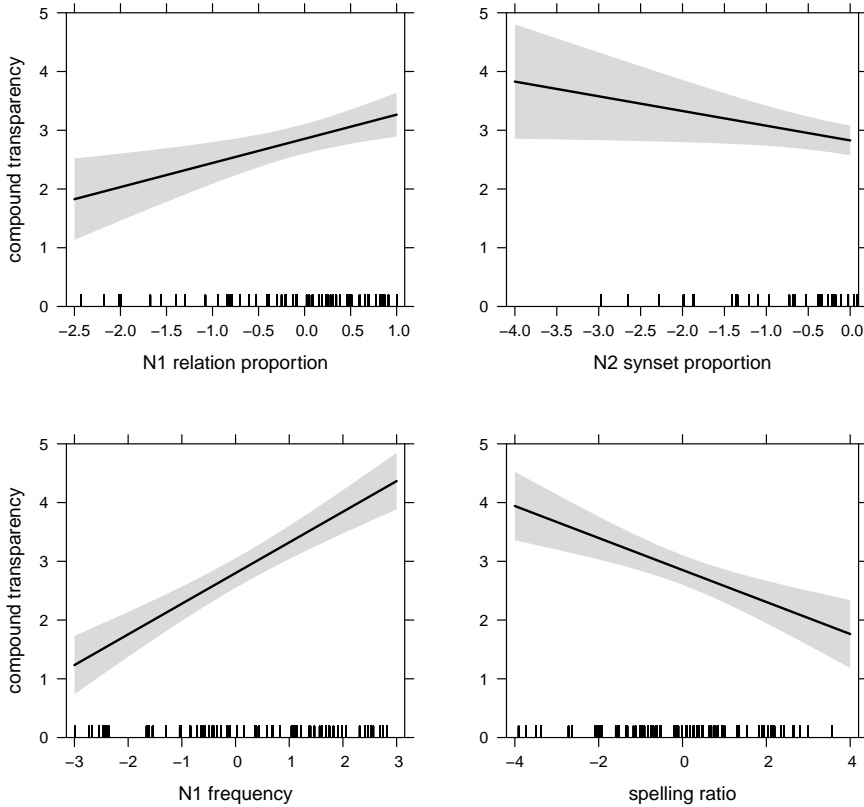 5
4
3
2
1
0
compound transparency
−2.5 −2.0 −1.5 −1.0 −0.5 0.0 0.5 1.0
N1 relation proportion
5
4
3
2
1
0
−4.0 −3.5 −3.0 −2.5 −2.0 −1.5 −1.0 −0.5 0.0
N2 synset proportion
5
4
3
2
1
0
compound transparency
−3 −2 −1 0 1 2 3
N1 frequency
5
4
3
2
1
0
−4 −2 0 2 4
spelling ratio